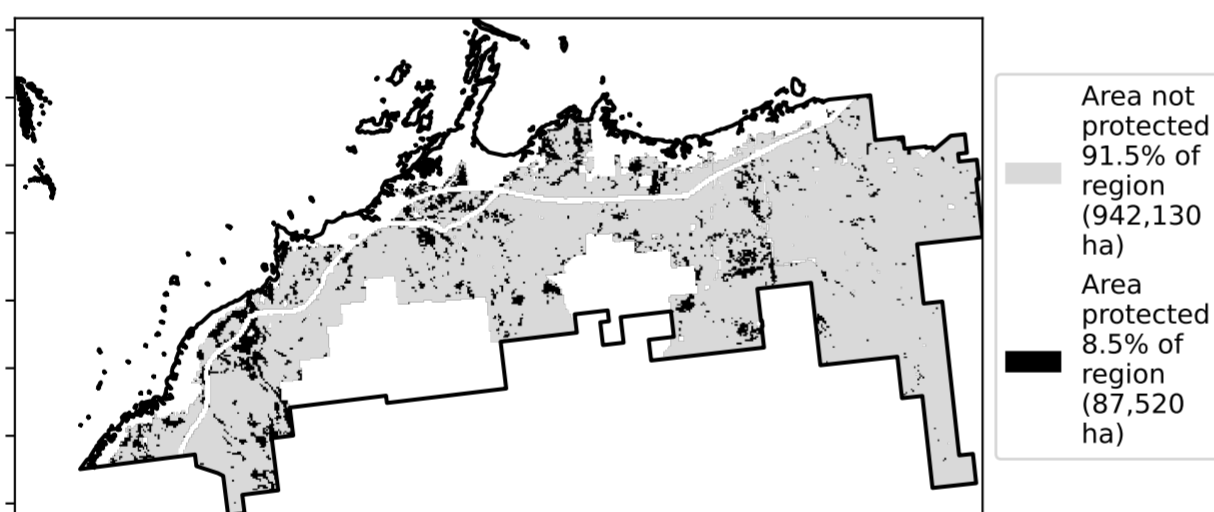 Area not
protected
91.5% of
region
(942,130
ha)
Area
protected
8.5% of
region
(87,520
ha)